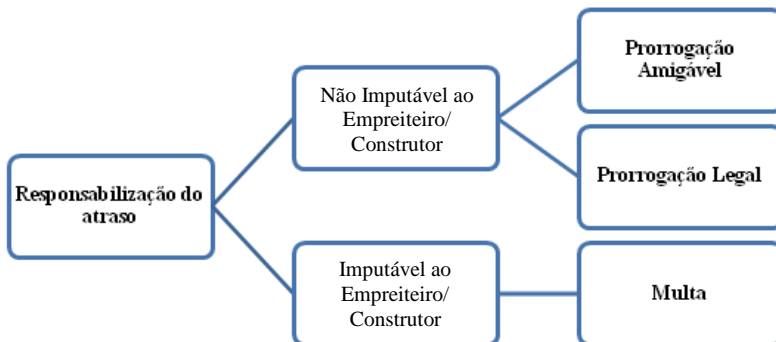 Responsabilização do
atraso
Não Imputável ao
Empreiteiro/
Construtor
Imputável ao
Empreiteiro/
Construtor
Prorrogação
Amigável
Prorrogação Legal
Multa